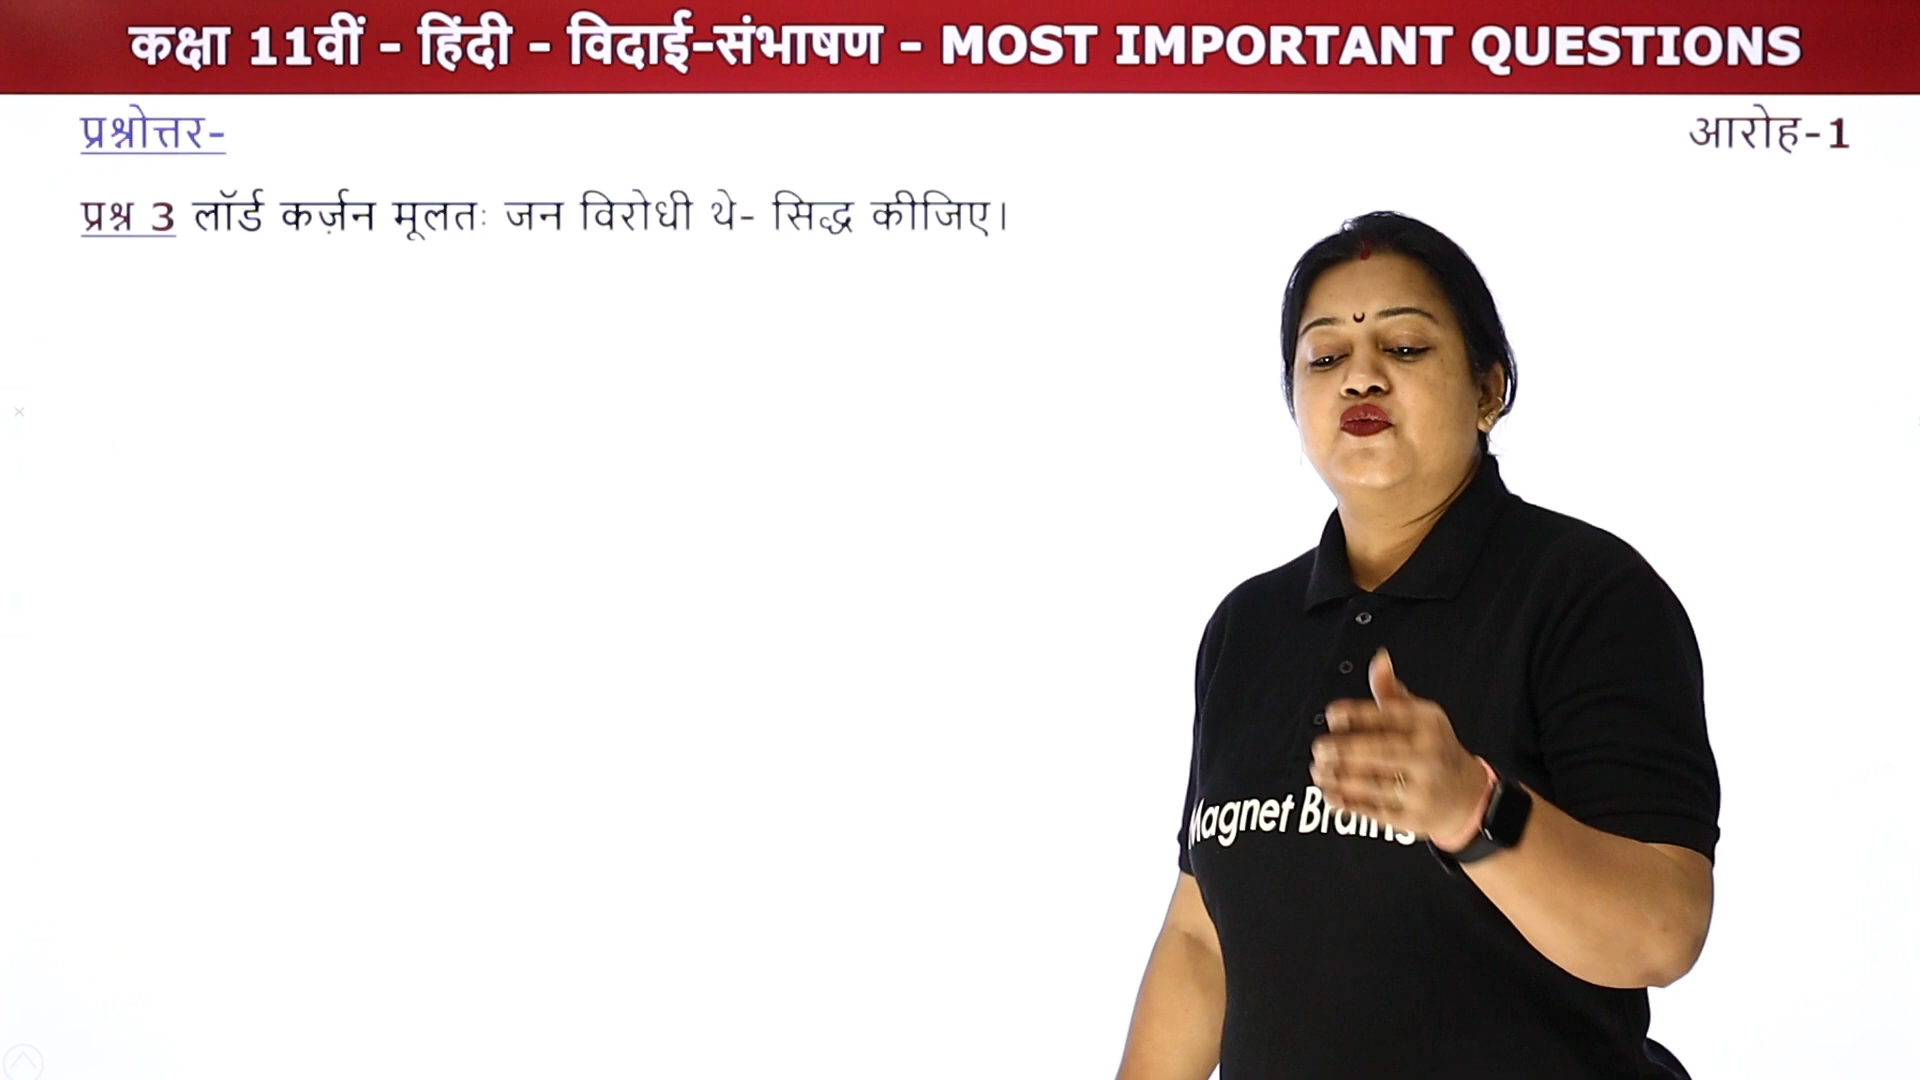 कक्षा 11वीं - हिंदी - विदाई-संभाषण - MOST IMPORTANT QUESTIONS
प्रश्नोत्तर-
आरोह-1
प्रश्न 3 लॉर्ड कर्ज़न मूलतः जन विरोधी थे- सिद्ध कीजिए।
Magnet Brains